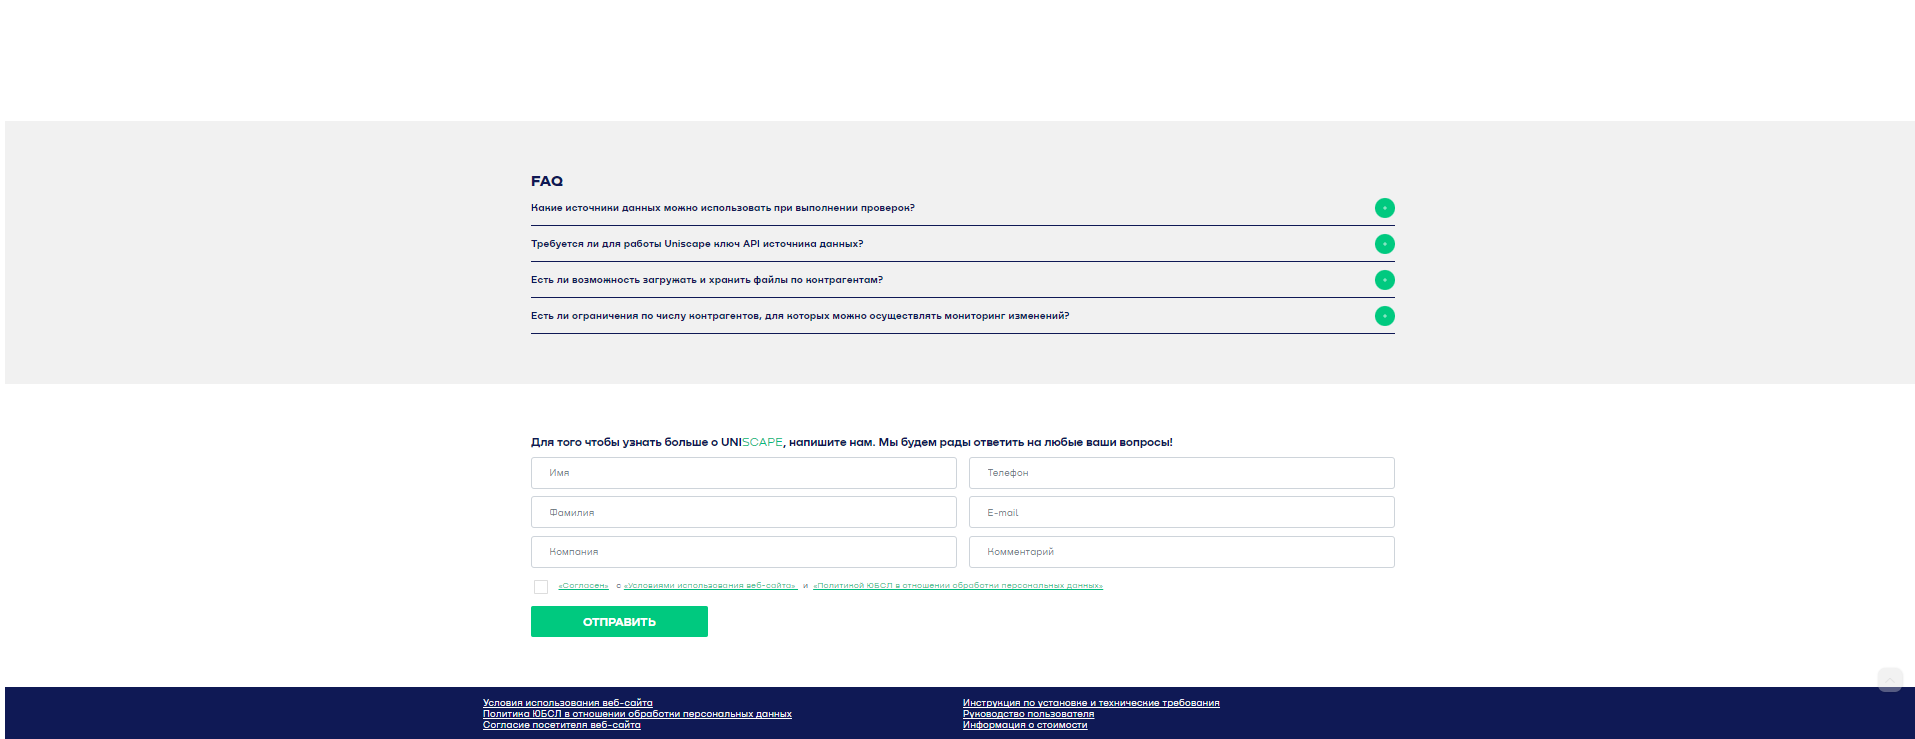 FAQ
Какие источники данных можно использовать при выполнении проверок?
Требуется ли для работы Uniscape ключ API источника данных?
Есть ли возможность загружать и хранить файлы по контрагентам?
Есть ли ограничения по числу контрагентов, для которых можно осуществлять мониторинг изменений?
Для того чтобы узнать больше о UNISCAPE, напишите нам. Мы будем рады ответить на любые ваши вопросы!
Имя
Телефон
Фамилия
E-mail
Компания
Комментарий
«Согласен» с «Условиями использования веб-сайта» и «Политиной ЮБСЛ в отношении обработки персональных данных»
ОТПРАВИТЬ
Условия использования веб-сайта
Политика ЮБСЛ в отношении обработки персональных данных
Согласие посетителя веб-сайта
Инструкция по установке и технические требования
Руководство пользователя
Информация о стоимости